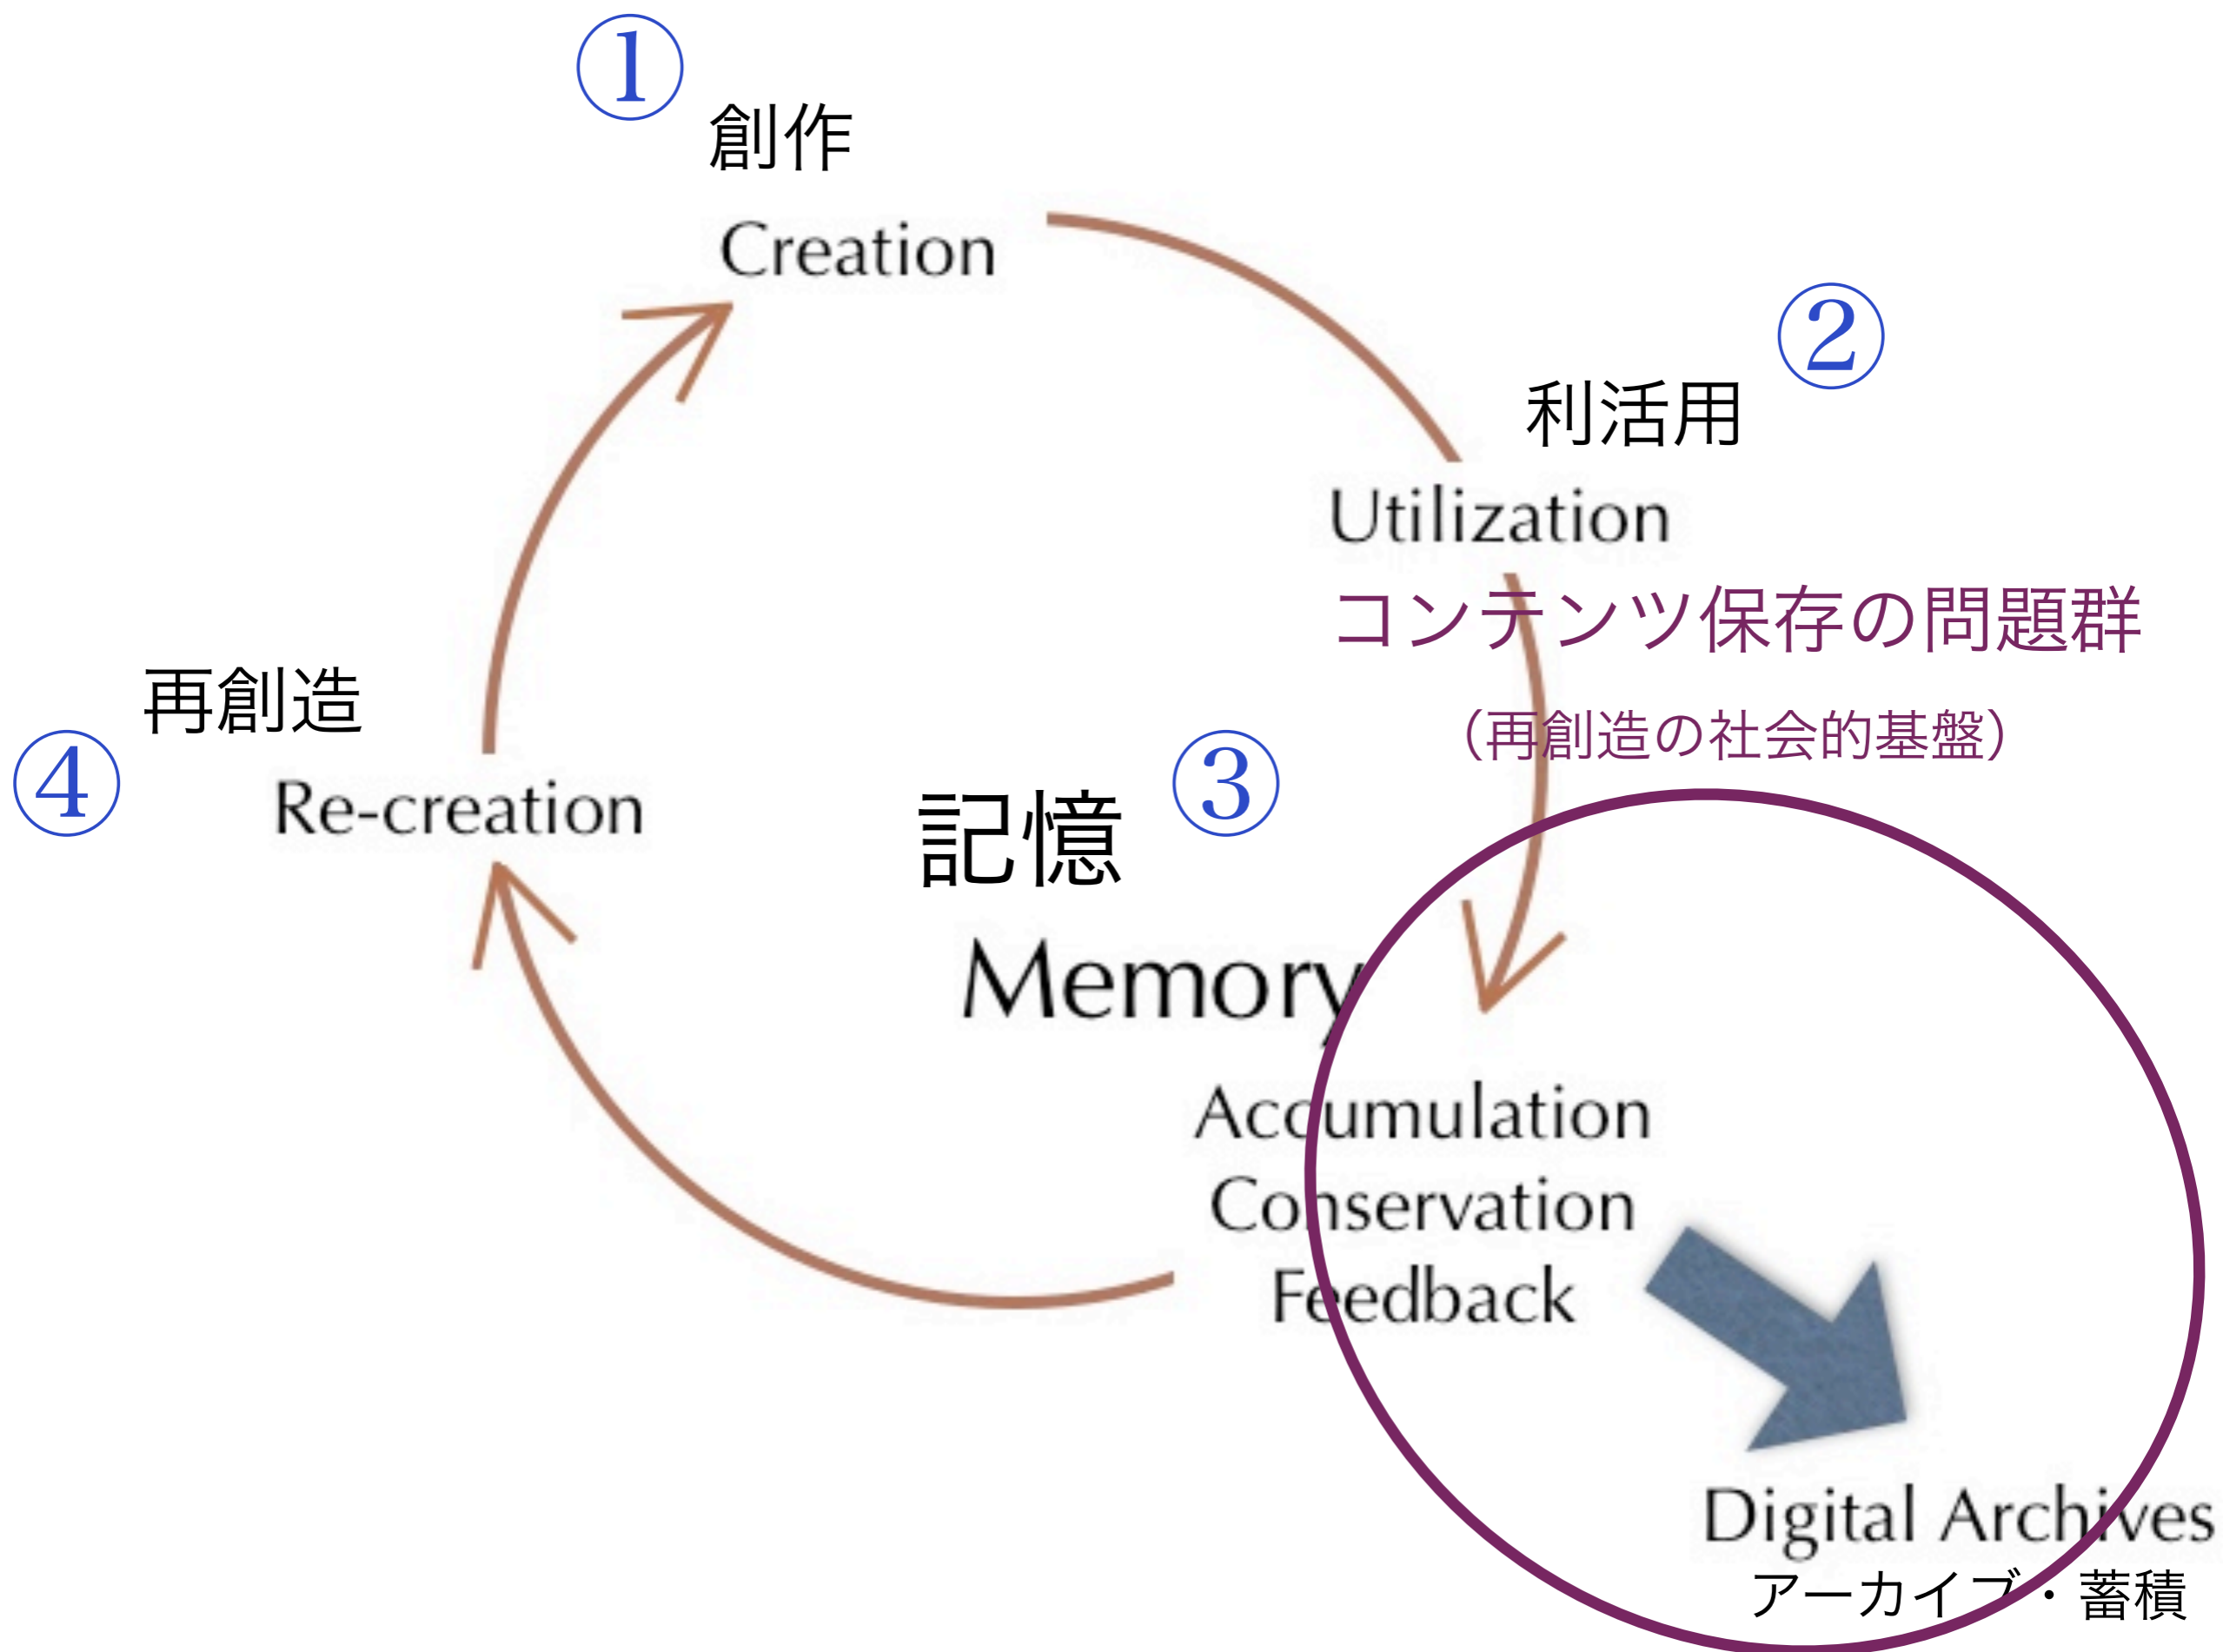 ①
創作
Creation
②
利活用
Utilization
コンテンツ保存の問題群
（再創造の社会的基盤）
③
記憶
Memory
Accumulation
Conservation
Feedback
Digital Archives
アーカイブ・蓄積
④
再創造
Re-creation